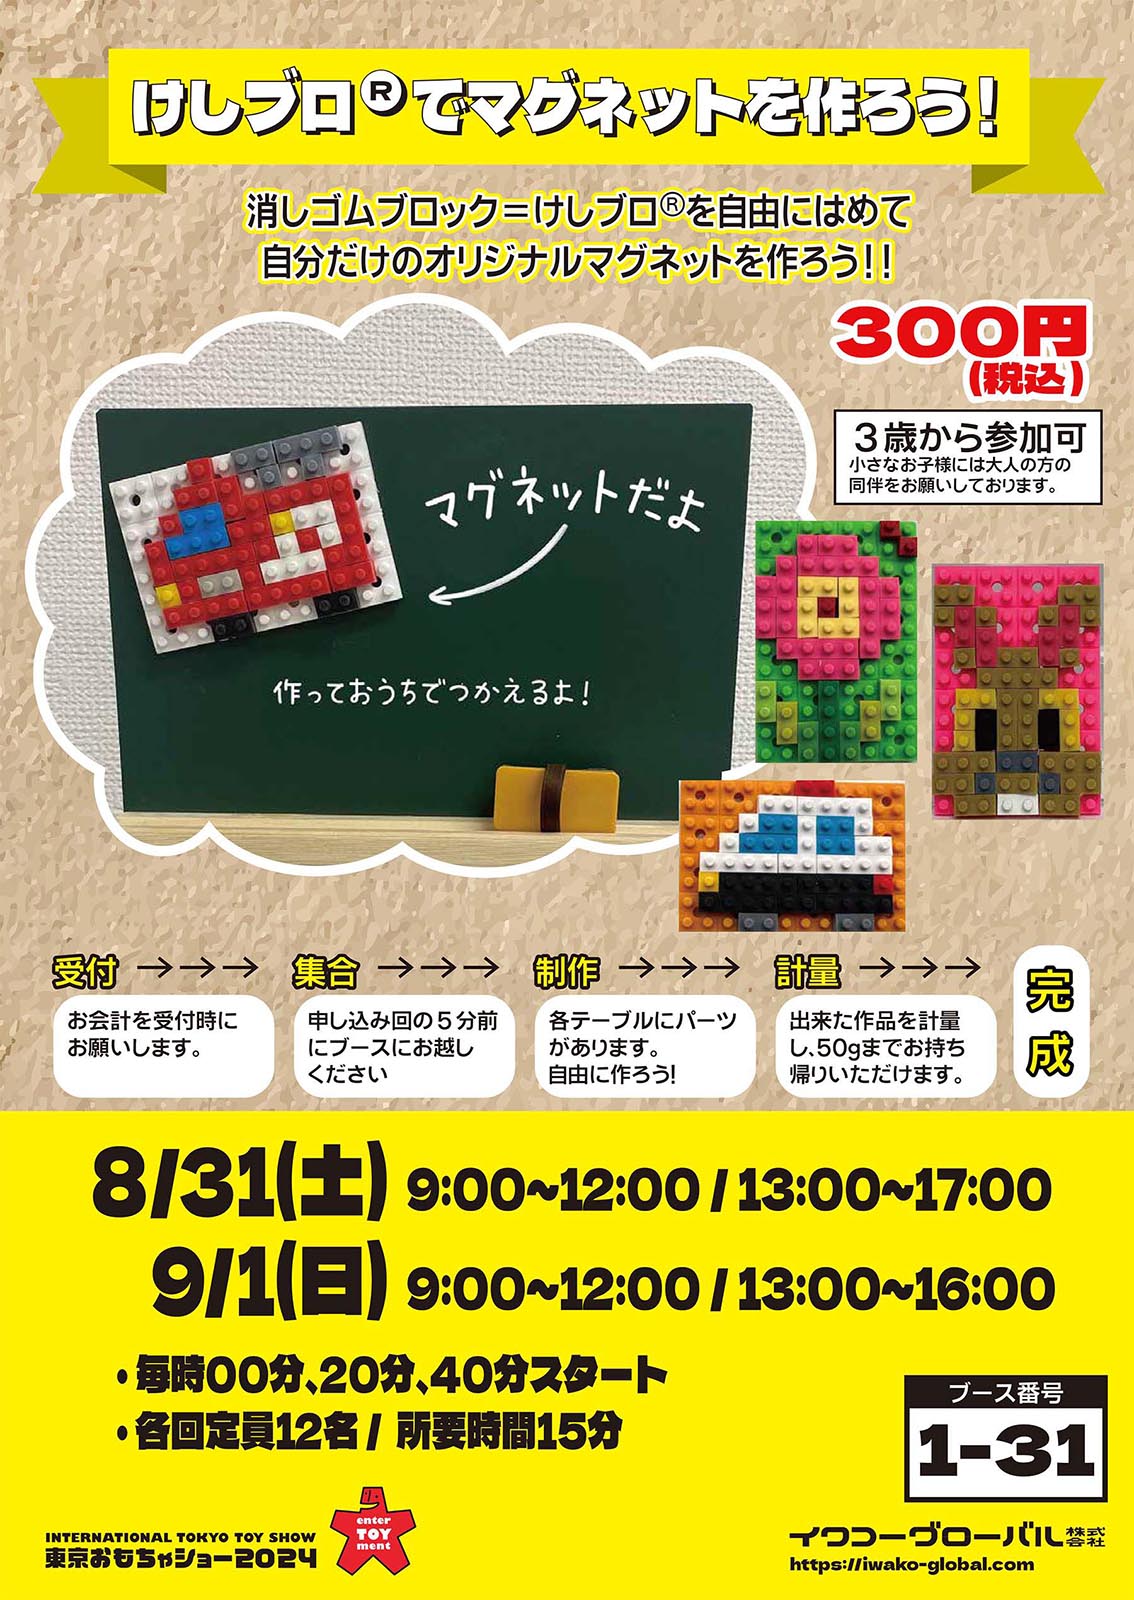 けしブロ®でマグネットを作ろう!
消しゴムブロック=けしブロ®を自由にはめて
自分だけのオリジナルマグネットを作ろう!!
300円
(税込)
3歳から参加可
小さなお子様には大人の方の
同伴をお願いしております。
マグネットだよ
作っておうちでつかえるよ!
受付 →→→
お会計を受付時に
お願いします。
集合 →→→
申し込み回の5分前
にブースにお越し
ください
制作 →→→
各テーブルにパーツ
があります。
自由に作ろう!
計量 →→→
出来た作品を計量
し、50gまでお持ち
帰りいただけます。
完成
8/31(土) 9:00~12:00 / 13:00~17:00
9/1(日) 9:00~12:00 / 13:00~16:00
・毎時00分、20分、40分スタート
・各回定員12名 / 所要時間15分
ブース番号
1-31
INTERNATIONAL TOKYO TOY SHOW
東京おもちゃショー2024
enter
TOY
ment
イワコーグローバル株式会社
https://iwako-global.com